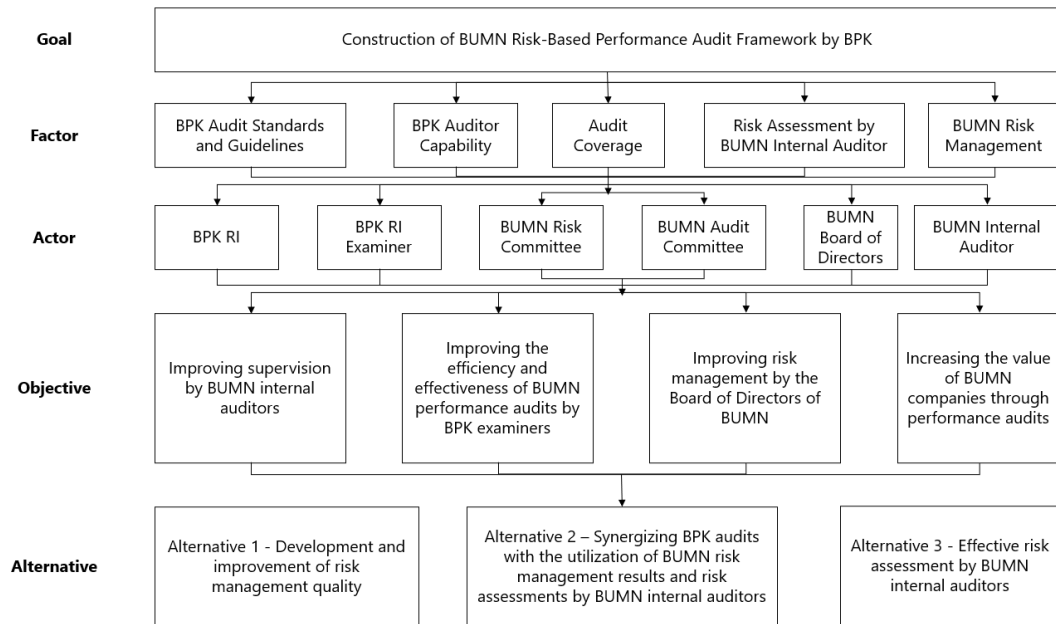 Goal
Construction of BUMN Risk-Based Performance Audit Framework by BPK
Factor
BPK Audit Standards
and Guidelines
BPK Auditor
Capability
Audit
Coverage
Risk Assessment by
BUMN Internal Auditor
BUMN Risk
Management
Actor
BPK RI
BPK RI
Examiner
BUMN Risk
Committee
BUMN Audit
Committee
BUMN
Board of
Directors
BUMN Internal
Auditor
Objective
Improving supervision
by BUMN internal
auditors
Improving the
efficiency and
effectiveness of BUMN
performance audits by
BPK examiners
Improving risk
management by the
Board of Directors of
BUMN
Increasing the value
of BUMN
companies through
performance audits
Alternative
Alternative 1 - Development and
improvement of risk
management quality
Alternative 2 – Synergizing BPK audits
with the utilization of BUMN risk
management results and risk
assessments by BUMN internal auditors
Alternative 3 - Effective risk
assessment by BUMN
internal auditors